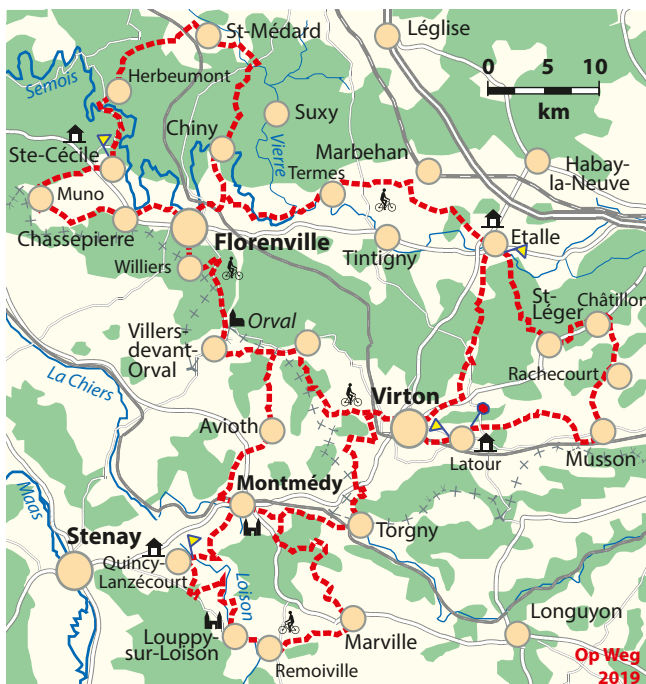 St-Médard
Léglise
Herbeumont
Semois
0 5 10
km
Suxy
Chiny
Vierre
Marbehan
Ste-Cécile
Habay-
la-Neuve
Termes
Muno
Chassepierre
Florenville
Etalle
Tintigny
Williers
St-
Léger
Châtillon
Orval
Villers-
devant-
Orval
Rachecourt
La Chiers
Virton
Avioth
Latour
Musson
Maas
Montmédy
Torgny
Stenay
Quincy-
Lanzécourt
Loison
Louppy-
sur-Loison
Marville
Longuyon
Remoiville
Op Weg
2019